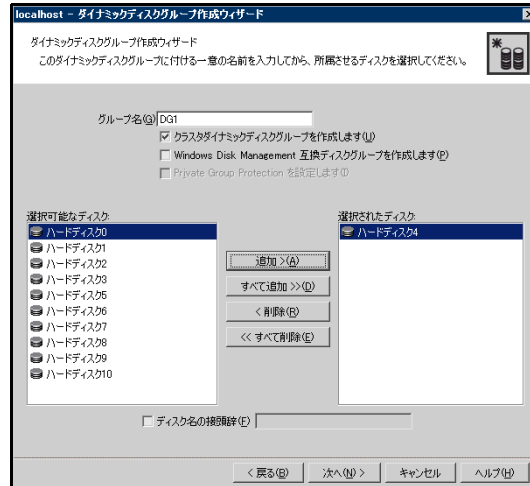 localhost - ダイナミックディスクグループ作成ウィザード
ダイナミックディスクグループ作成ウィザード
このダイナミックディスクグループに付ける一意の名前を入力してから、所属させるディスクを選択してください。
グループ名(G) DG1
クラスタダイナミックディスクグループを作成します(U)
Windows Disk Management 互換ディスクグループを作成します(P)
Private Group Protection を設定します(I)
選択可能なディスク:
ハードディスク0
ハードディスク1
ハードディスク2
ハードディスク3
ハードディスク5
ハードディスク6
ハードディスク7
ハードディスク8
ハードディスク9
ハードディスク10
追加 >(A)
すべて追加 >>(D)
< 削除(R)
<< すべて削除(E)
選択されたディスク:
ハードディスク4
ディスク名の接頭辞(F)
< 戻る(B)
次へ(N) >
キャンセル
ヘルプ(H)